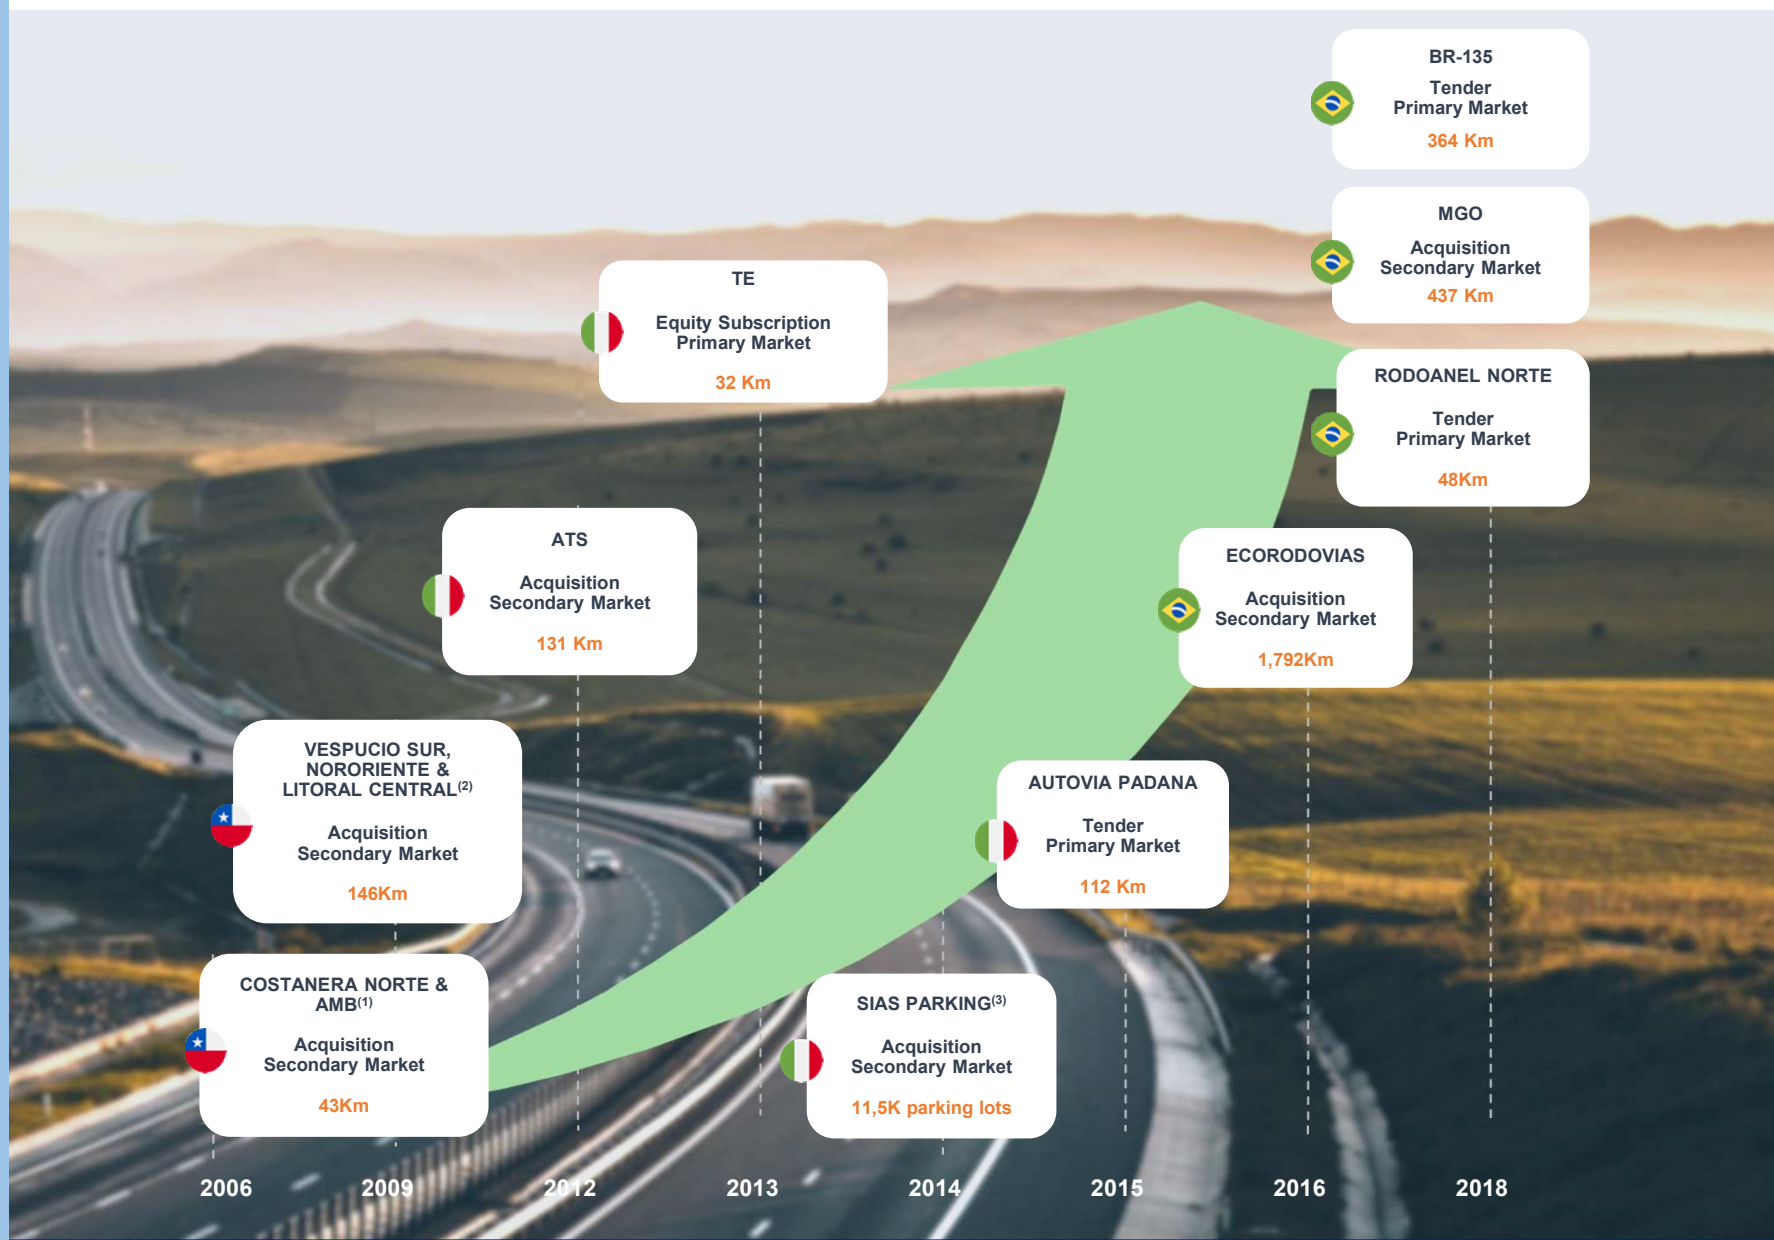 BR-135
Tender
Primary Market
364 Km
MGO
Acquisition
Secondary Market
437 Km
TE
Equity Subscription
Primary Market
32 Km
RODOANEL NORTE
Tender
Primary Market
48Km
ATS
Acquisition
Secondary Market
131 Km
ECORODOVIAS
Acquisition
Secondary Market
1,792Km
VESPUCIO SUR,
NORORIENTE &
LITORAL CENTRAL(2)
Acquisition
Secondary Market
146Km
AUTOVIA PADANA
Tender
Primary Market
112 Km
COSTANERA NORTE &
AMB(1)
Acquisition
Secondary Market
43Km
SIAS PARKING(3)
Acquisition
Secondary Market
11,5K parking lots
2006 2009 2012 2013 2014 2015 2016 2018